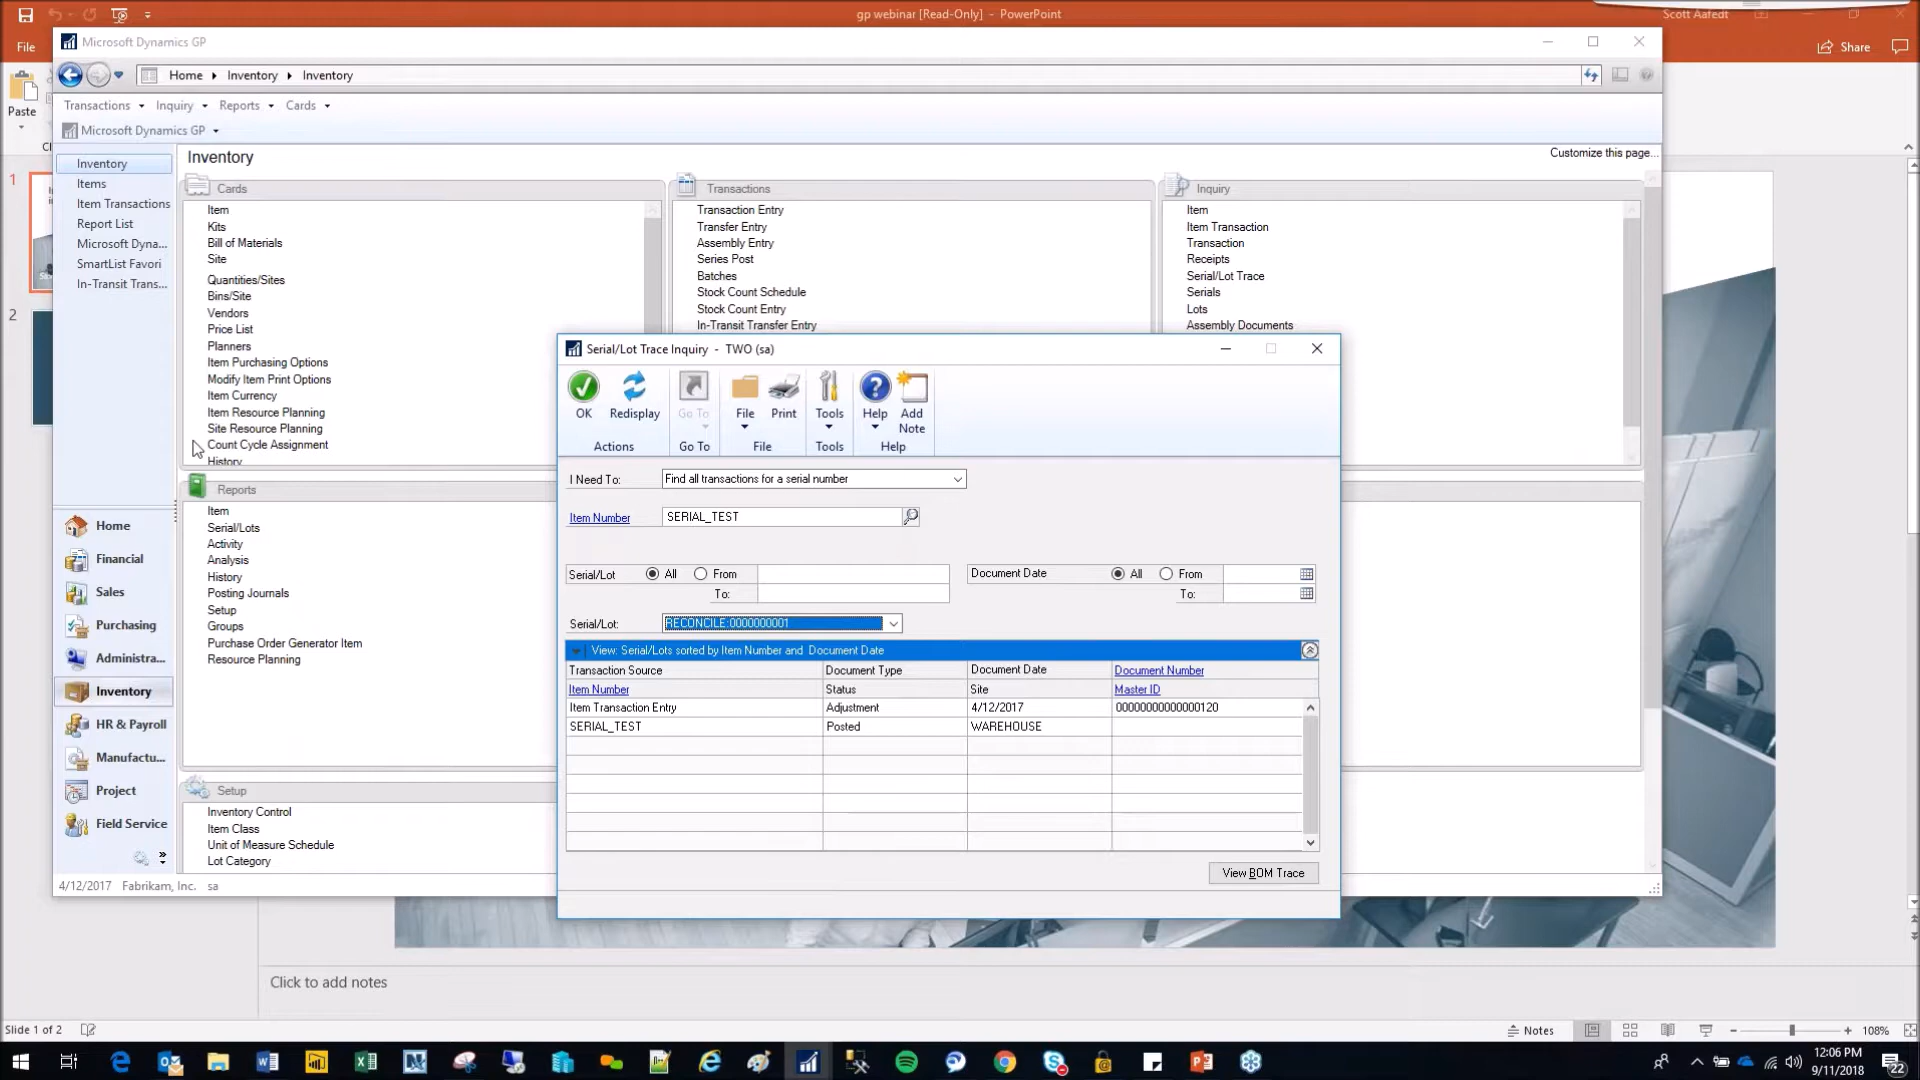 gp webinar [Read-Only] - PowerPoint
Scott Aafedt
File
Share
Paste
Microsoft Dynamics GP
Home Inventory Inventory
Transactions Inquiry Reports Cards
Microsoft Dynamics GP
Inventory
Items
Item Transactions
Report List
Microsoft Dyna...
SmartList Favori
In-Transit Trans...
Home
Financial
Sales
Purchasing
Administra...
Inventory
HR & Payroll
Manufactu...
Project
Field Service
Inventory
Customize this page...
Cards
Item
Kits
Bill of Materials
Site
Quantities/Sites
Bins/Site
Vendors
Price List
Planners
Item Purchasing Options
Modify Item Print Options
Item Currency
Item Resource Planning
Site Resource Planning
Count Cycle Assignment
History
Transactions
Transaction Entry
Transfer Entry
Assembly Entry
Series Post
Batches
Stock Count Schedule
Stock Count Entry
In-Transit Transfer Entry
Inquiry
Item
Item Transaction
Transaction
Receipts
Serial/Lot Trace
Serials
Lots
Assembly Documents
Reports
Item
Serial/Lots
Activity
Analysis
History
Posting Journals
Setup
Groups
Purchase Order Generator Item
Resource Planning
Setup
Inventory Control
Item Class
Unit of Measure Schedule
Lot Category
4/12/2017 Fabrikam, Inc. sa
Serial/Lot Trace Inquiry - TWO (sa)
OK Redisplay Go To File Print Tools Help Add Note
Actions Go To File Tools Help
I Need To: Find all transactions for a serial number
Item Number SERIAL_TEST
Serial/Lot All From
To:
Document Date All From
To:
Serial/Lot: RECONCILE:0000000001
View: Serial/Lots sorted by Item Number and Document Date
Transaction Source Document Type Document Date Document Number
Item Number Status Site Master ID
Item Transaction Entry Adjustment 4/12/2017 00000000000000120
SERIAL_TEST Posted WAREHOUSE
View BOM Trace
1
2
Click to add notes
Slide 1 of 2
Notes
108%
12:06 PM
9/11/2018
22